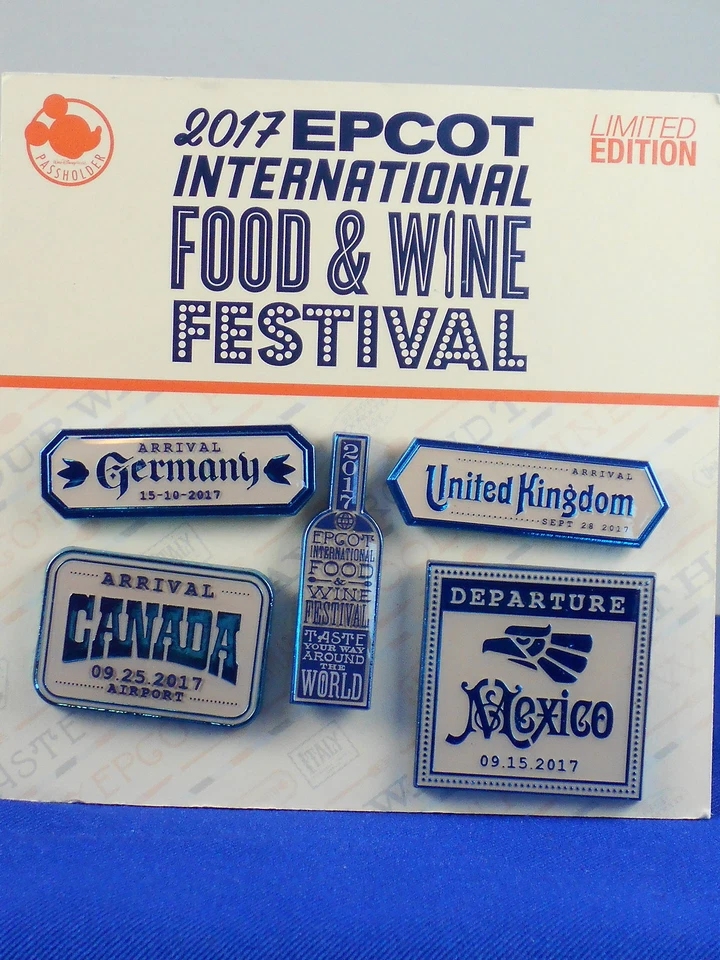 PASSHOLDER
2017 EPCOT
INTERNATIONAL
FOOD & WINE
FESTIVAL
LIMITED
EDITION
ARRIVAL
Germany
15-10-2017
2017
EPCOT
INTERNATIONAL
FOOD
&
WINE
FESTIVAL
TASTE
YOUR WAY
AROUND
THE
WORLD
ARRIVAL
United Kingdom
SEPT 28 2017
ARRIVAL
CANADA
09.25.2017
AIRPORT
DEPARTURE
Mexico
09.15.2017
ITALY